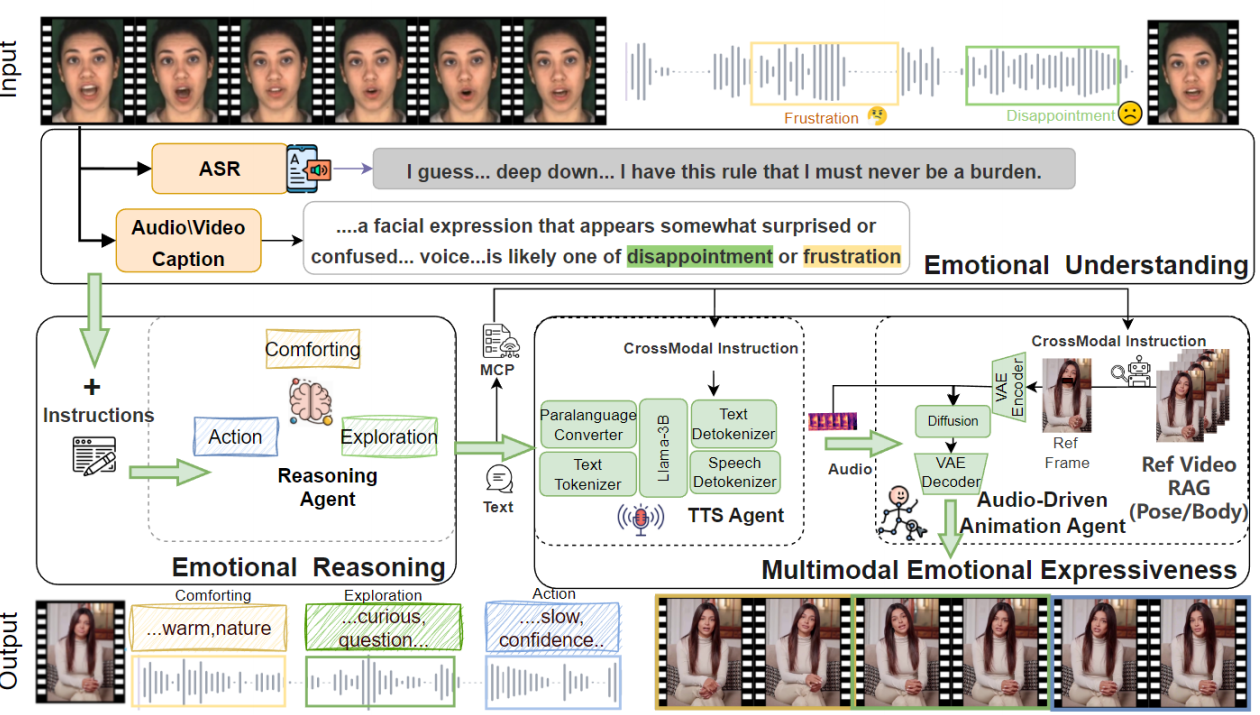 Input
Frustration
Disappointment
ASR
A
I guess... deep down... I have this rule that I must never be a burden.
Audio\Video
Caption
....a facial expression that appears somewhat surprised or
confused... voice...is likely one of disappointment or frustration
Emotional Understanding
+
Instructions
Comforting
Action
Exploration
Reasoning
Agent
Emotional Reasoning
MCP
Text
CrossModal Instruction
Paralanguage
Converter
Text
Tokenizer
Llama-3B
Text
Detokenizer
Speech
Detokenizer
TTS Agent
Audio
CrossModal Instruction
VAE
Encoder
Diffusion
VAE
Decoder
Ref
Frame
Ref Video
RAG
(Pose/Body)
Audio-Driven
Animation Agent
Multimodal Emotional Expressiveness
Output
Comforting
...warm,nature
Exploration
...curious,
question...
Action
....slow,
confidence..